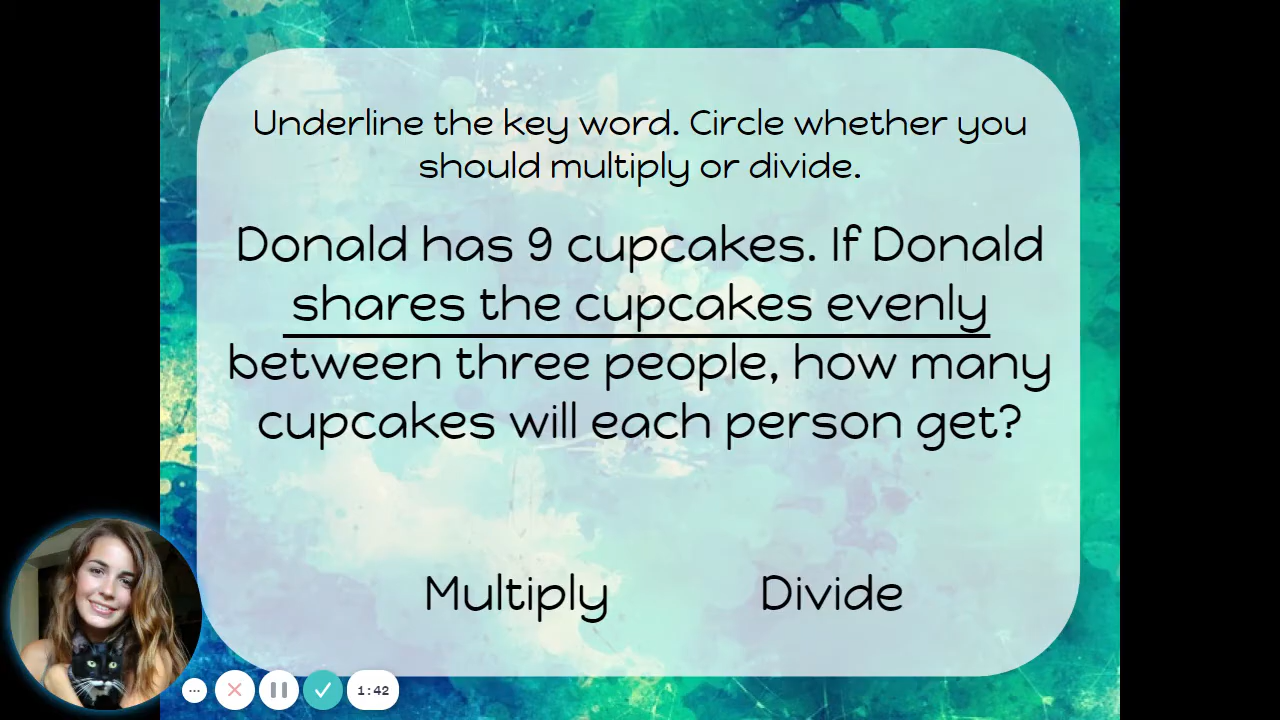 Underline the key word. Circle whether you
should multiply or divide.
Donald has 9 cupcakes. If Donald
shares the cupcakes evenly
between three people, how many
cupcakes will each person get?
Multiply Divide
1:42